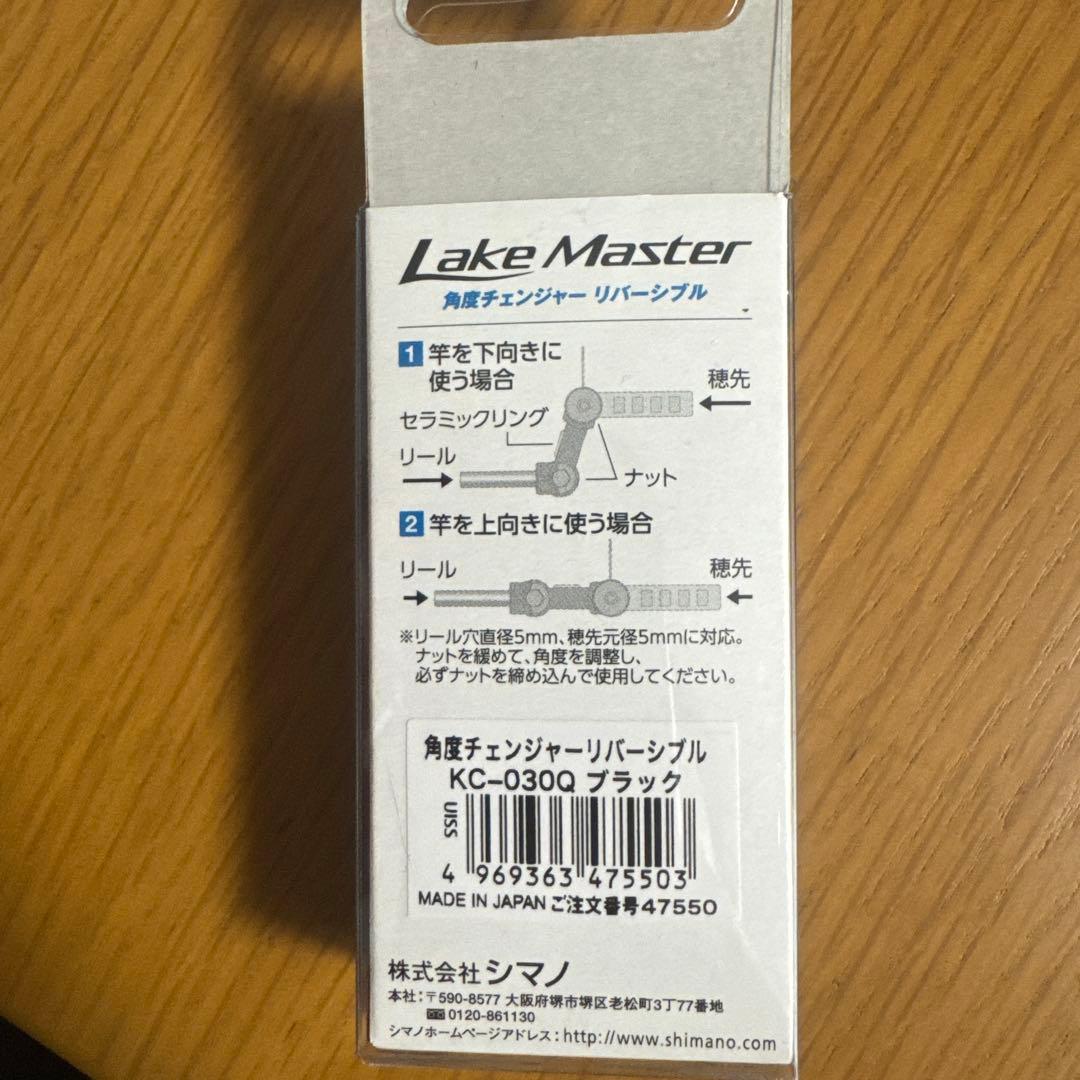 Lake Master
角度チェンジャー リバーシブル
1 竿を下向きに
使う場合
穂先
セラミックリング
リール
ナット
2 竿を上向きに使う場合
リール
穂先
※リール穴直径5mm、穂先元径5mmに対応。
ナットを緩めて、角度を調整し、
必ずナットを締め込んで使用してください。
角度チェンジャーリバーシブル
KC-030Q ブラック
UISS
4 969363 475503
MADE IN JAPAN ご注文番号47550
株式会社 シマノ
本社:〒590-8577 大阪府堺市堺区老松町3丁77番地
0120-861130
シマノホームページアドレス:http://www.shimano.com